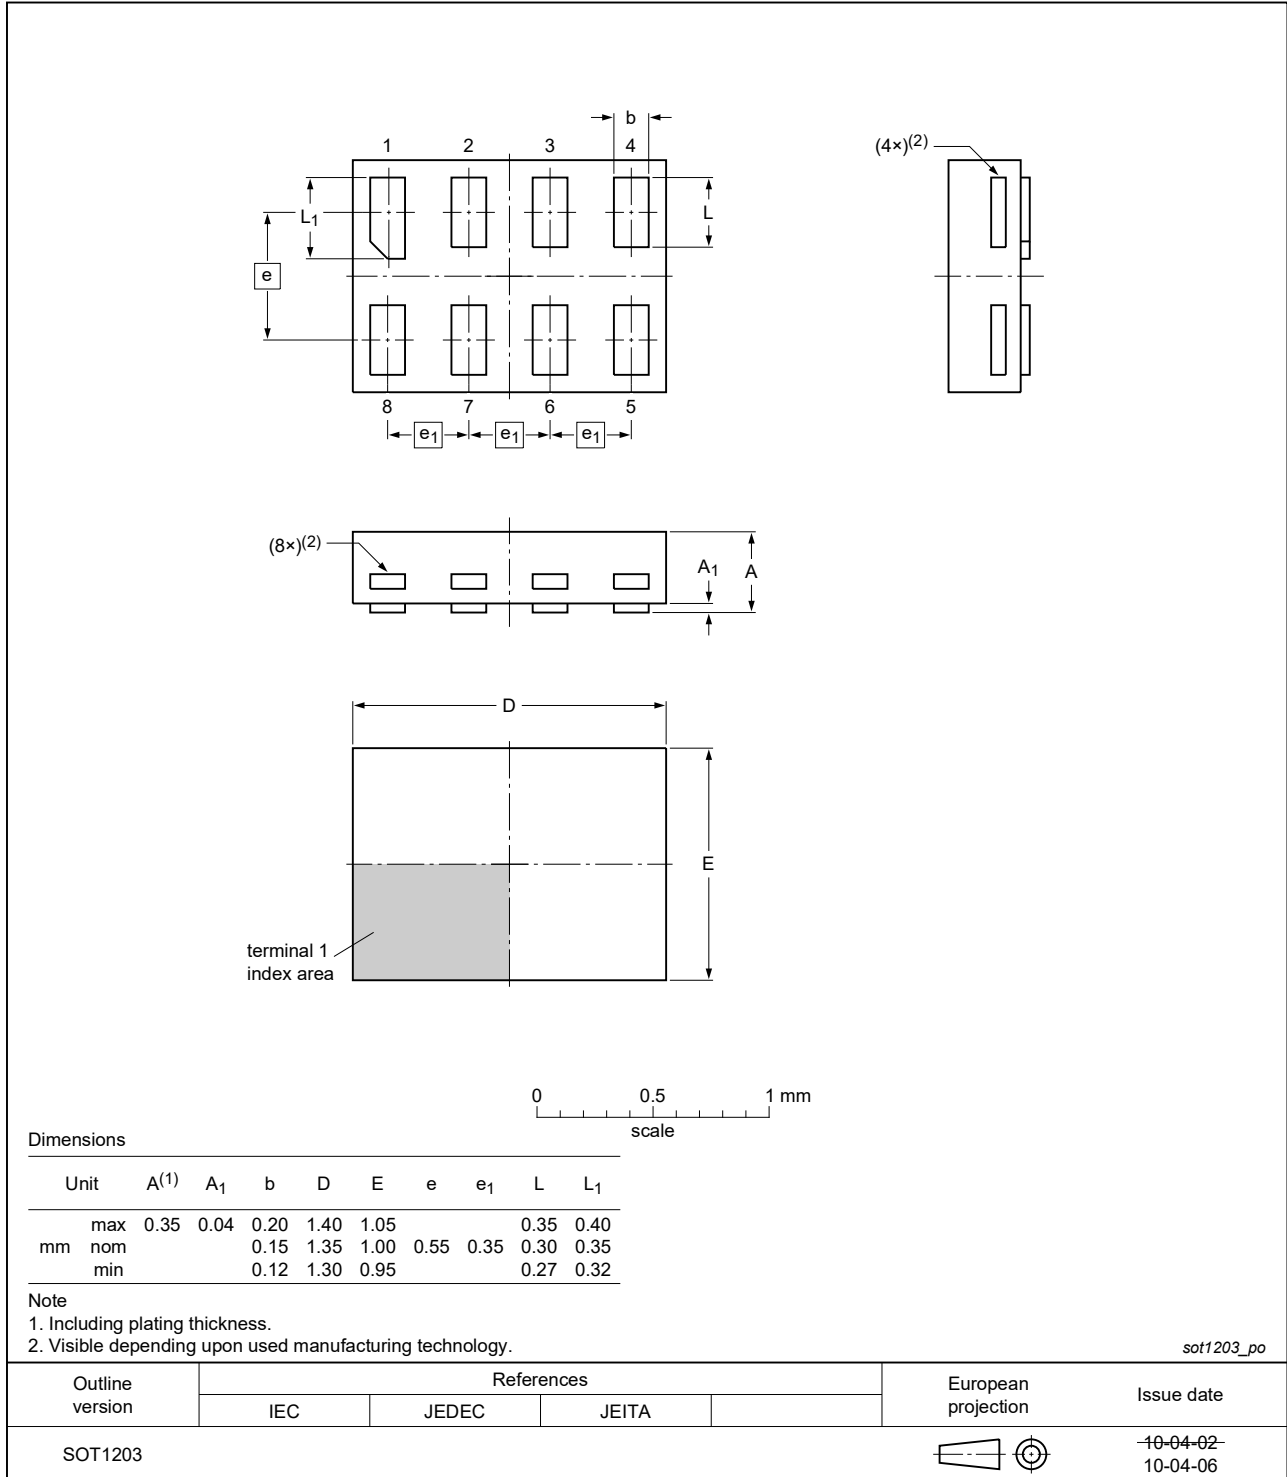 b
1 2 3 4
(4×)(2)
L1
L
e
8 7 6 5
e1 e1 e1
(8×)(2)
A1 A
D
E
terminal 1
index area
0 0.5 1 mm
scale
Dimensions
Unit A(1) A1 b D E e e1 L L1
max 0.35 0.04 0.20 1.40 1.05 0.35 0.40
mm nom 0.15 1.35 1.00 0.55 0.35 0.30 0.35
min 0.12 1.30 0.95 0.27 0.32
Note
1. Including plating thickness.
2. Visible depending upon used manufacturing technology.
sot1203_po
Outline version References European projection Issue date
IEC JEDEC JEITA
SOT1203
10-04-02
10-04-06